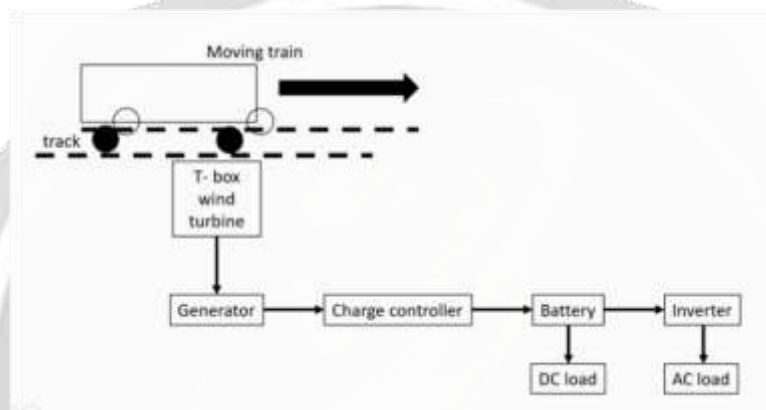 Moving train
track
T- box
wind
turbine
Generator
Charge controller
Battery
Inverter
DC load
AC load